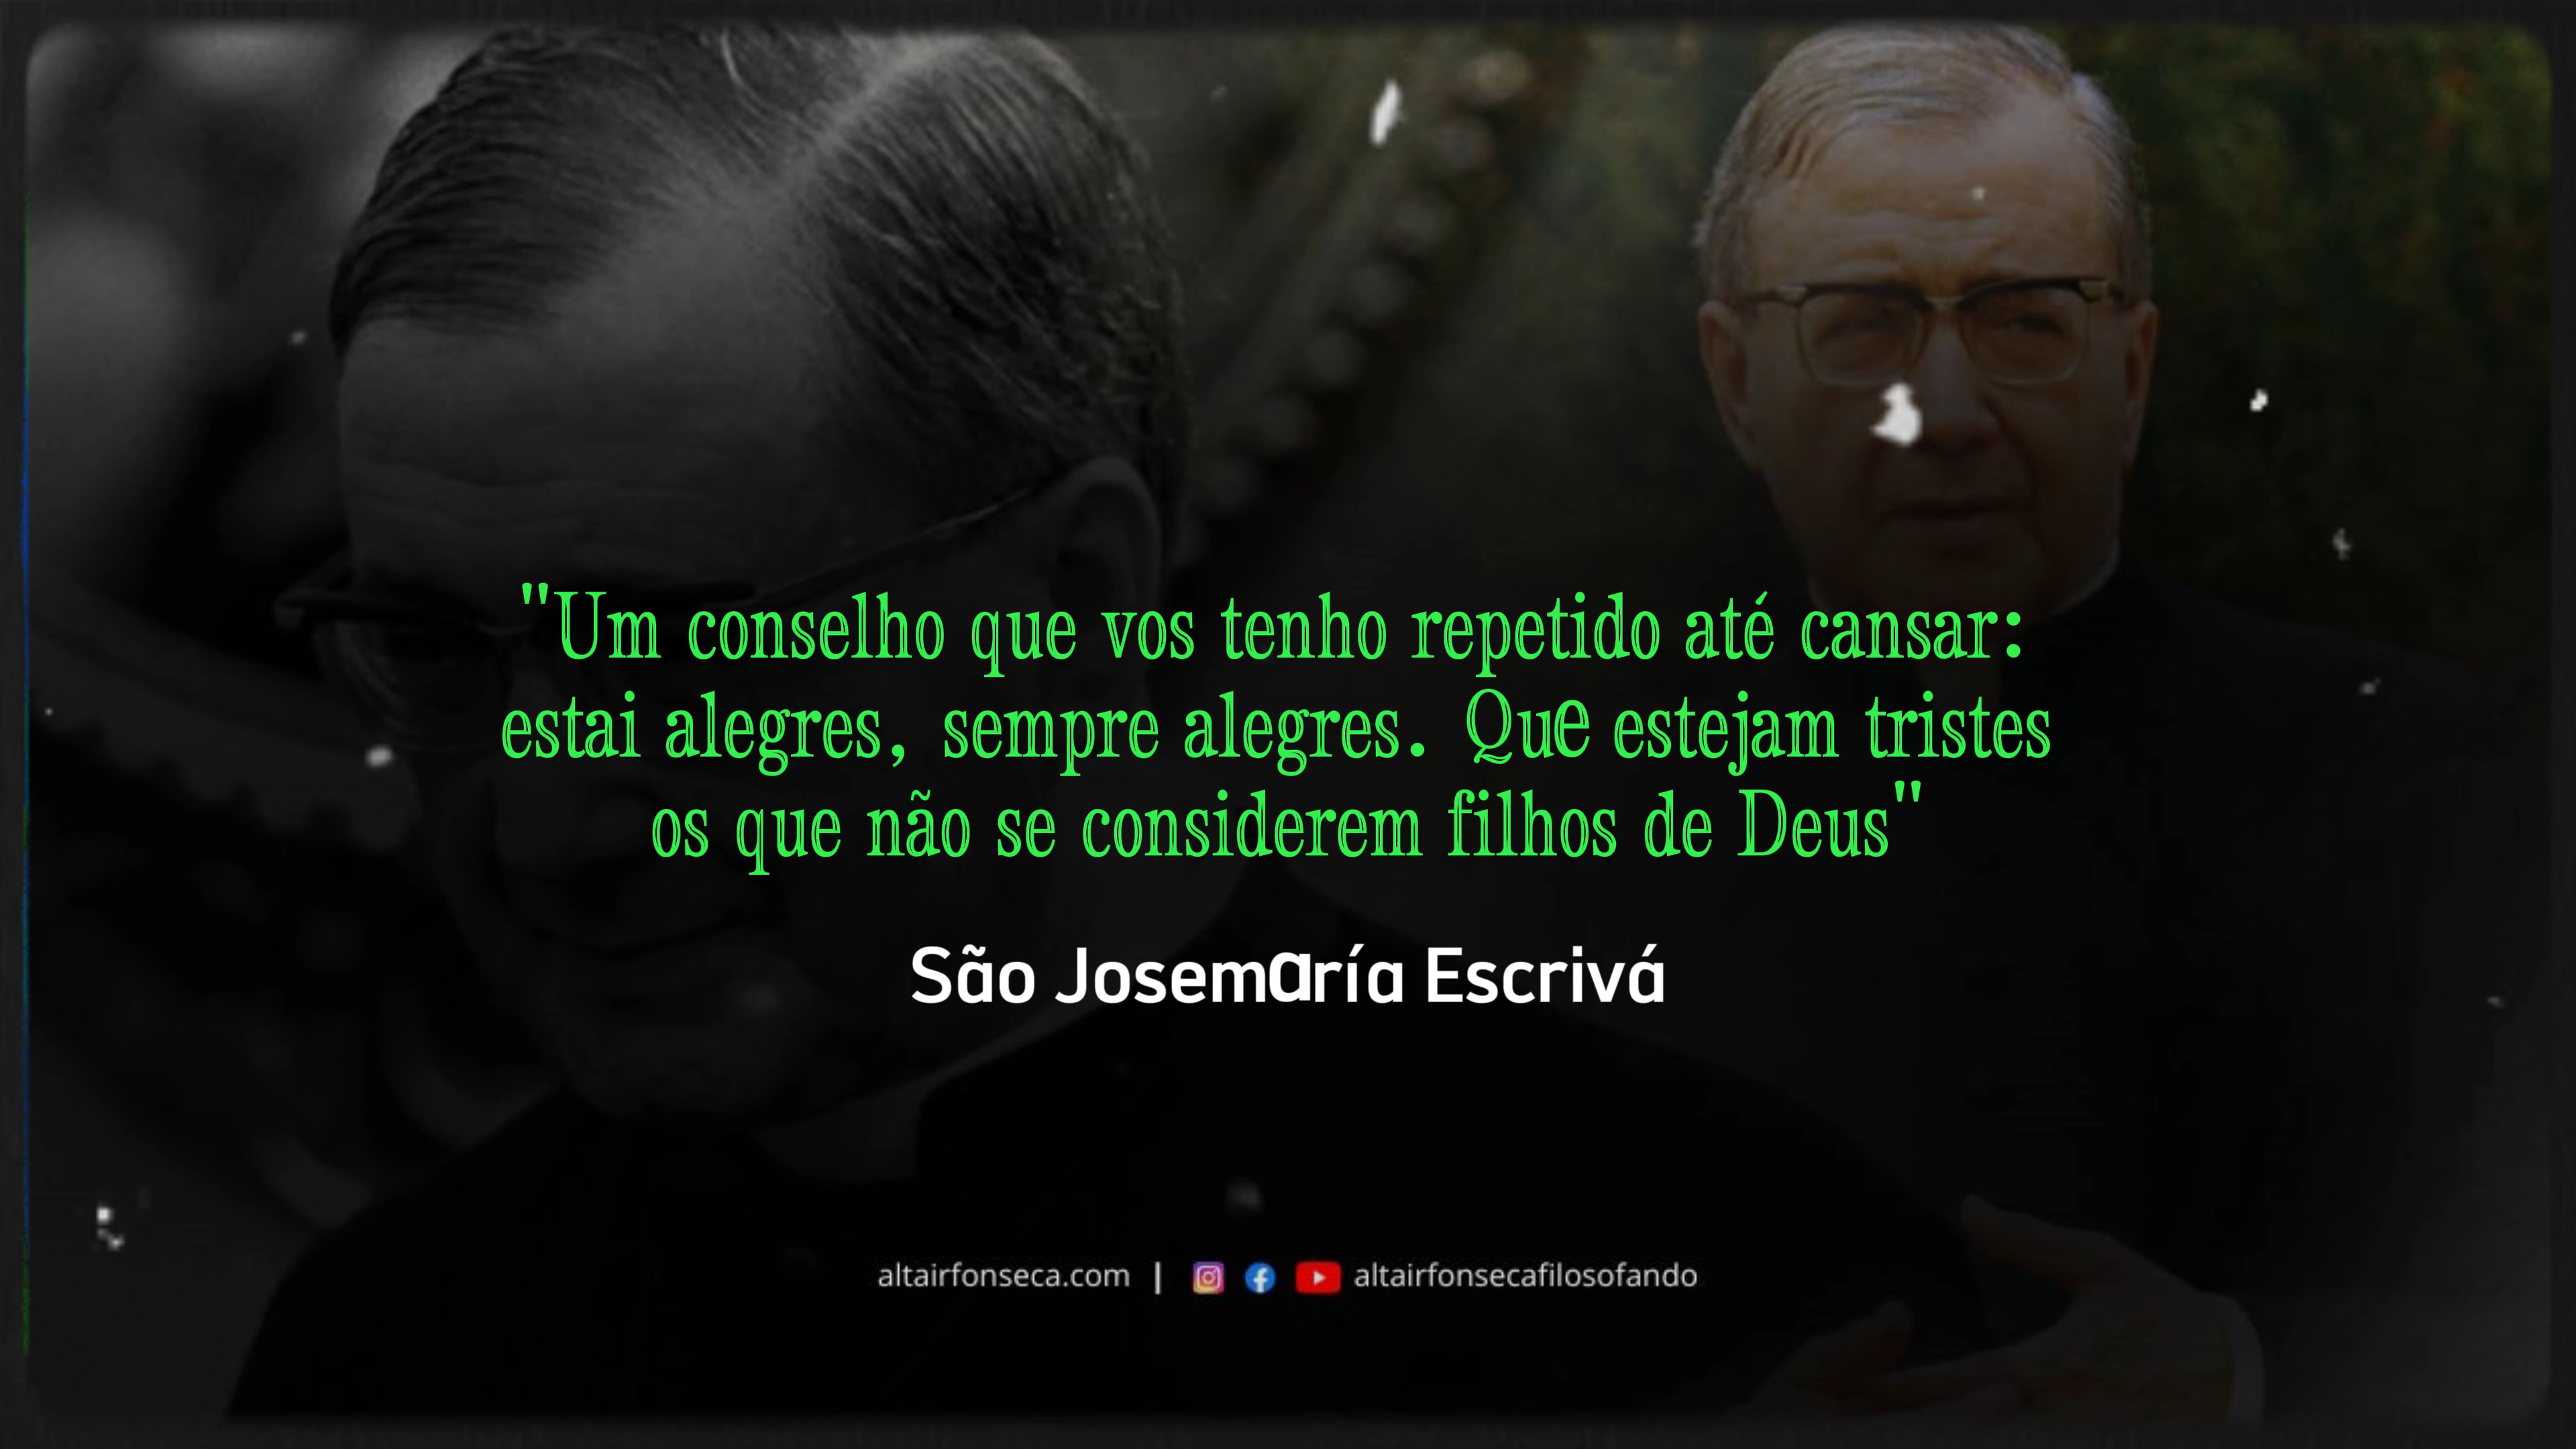 "Um conselho que vos tenho repetido até cansar:
estai alegres, sempre alegres. Que estejam tristes
os que não se considerem filhos de Deus"
São Josemaría Escrivá
altairfonseca.com | altairfonsecafilosofando